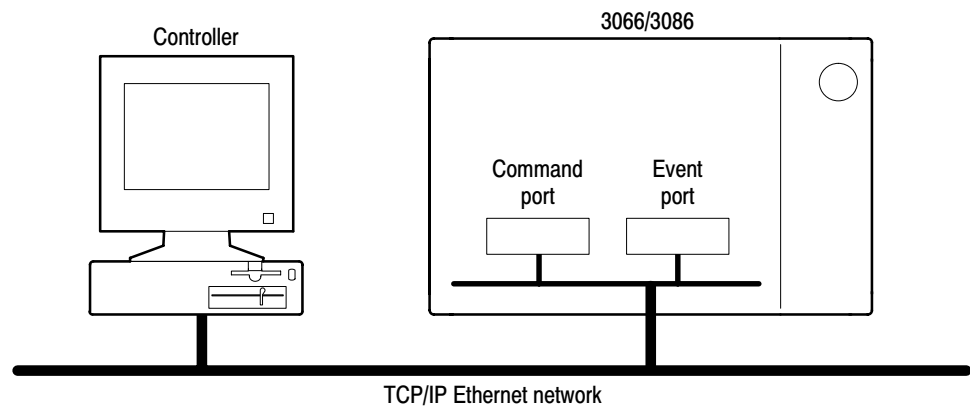 3066/3086
Controller
Command
port
Event
port
TCP/IP Ethernet network